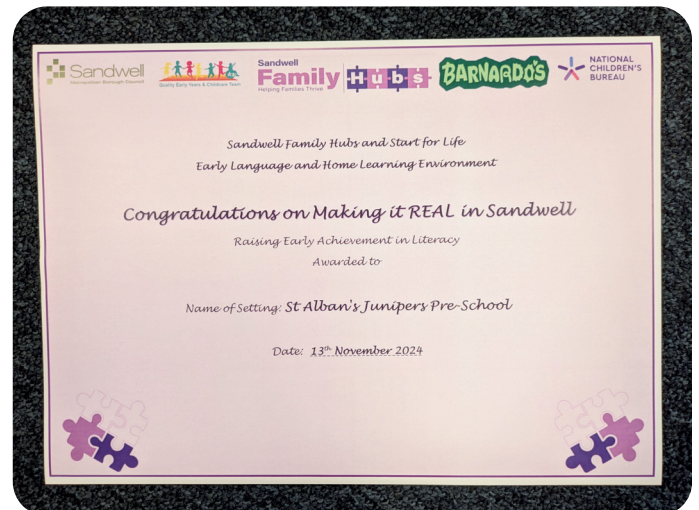 Sandwell
Metropolitan Borough Council
Quality Early Years & Childcare Team
Sandwell
Family Hubs
Helping Families Thrive
BARNARDO'S
NATIONAL
CHILDREN'S
BUREAU
Sandwell Family Hubs and Start for Life
Early Language and Home Learning Environment
Congratulations on Making it REAL in Sandwell
Raising Early Achievement in Literacy
Awarded to
Name of Setting: St Alban's Junipers Pre-School
Date: 13th November 2024